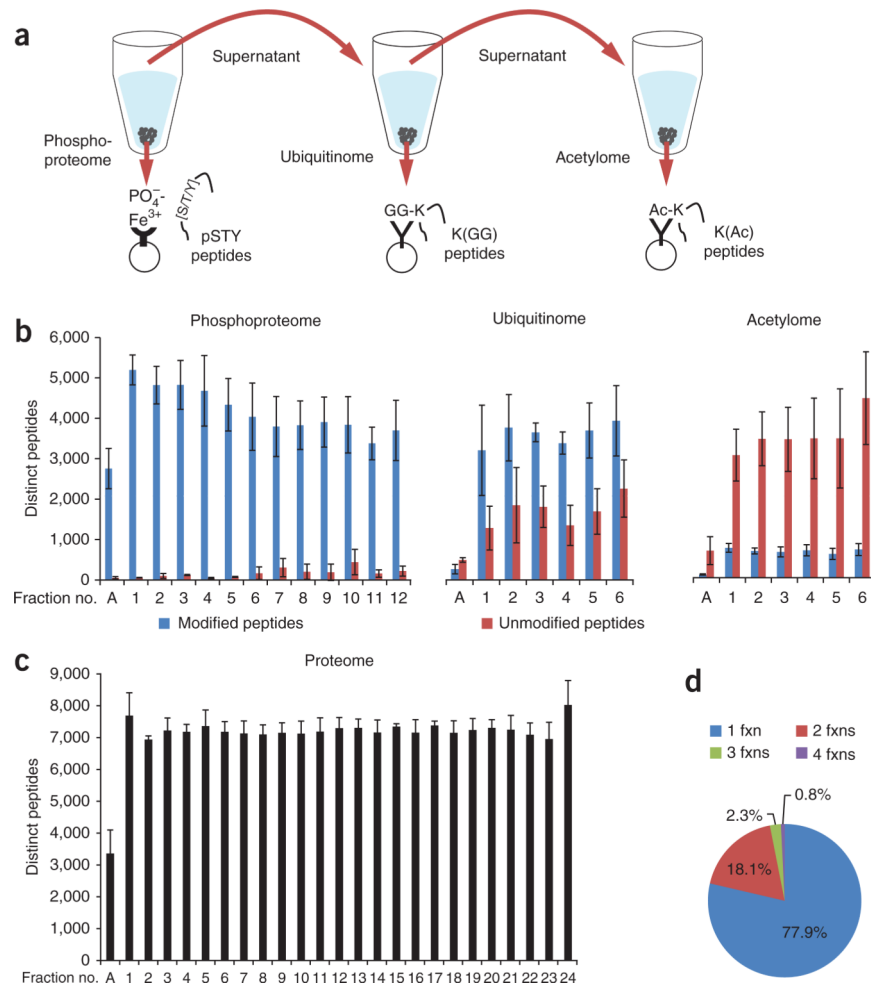 a
Supernatant
Supernatant
Phospho-
proteome
Ubiquitinome
Acetylome
PO₄⁻-
Fe³⁺
[S/T/Y]
pSTY
peptides
GG-K
K(GG)
peptides
Ac-K
K(Ac)
peptides
b
Phosphoproteome
Ubiquitinome
Acetylome
Distinct peptides
6,000
5,000
4,000
3,000
2,000
1,000
0
Fraction no. A 1 2 3 4 5 6 7 8 9 10 11 12
A 1 2 3 4 5 6
A 1 2 3 4 5 6
Modified peptides
Unmodified peptides
c
Proteome
Distinct peptides
9,000
8,000
7,000
6,000
5,000
4,000
3,000
2,000
1,000
0
Fraction no. A 1 2 3 4 5 6 7 8 9 10 11 12 13 14 15 16 17 18 19 20 21 22 23 24
d
1 fxn
2 fxns
3 fxns
4 fxns
0.8%
2.3%
18.1%
77.9%